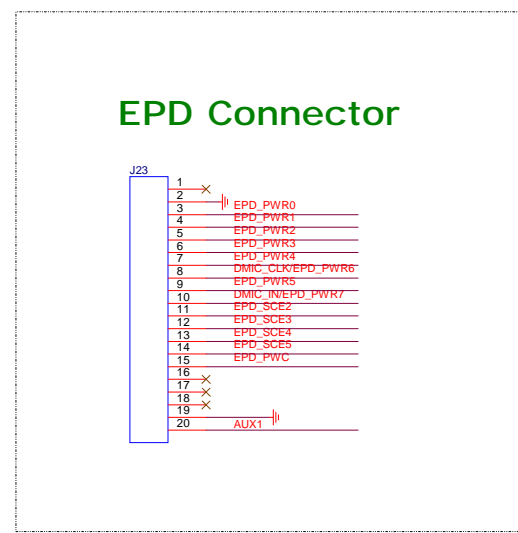 EPD Connector
J23
1
2
3 EPD_PWR0
4 EPD_PWR1
5 EPD_PWR2
6 EPD_PWR3
7 EPD_PWR4
8 DMIC_CLK/EPD_PWR6
9 EPD_PWR5
10 DMIC_IN/EPD_PWR7
11 EPD_SCE2
12 EPD_SCE3
13 EPD_SCE4
14 EPD_SCE5
15 EPD_PWC
16
17
18
19
20 AUX1